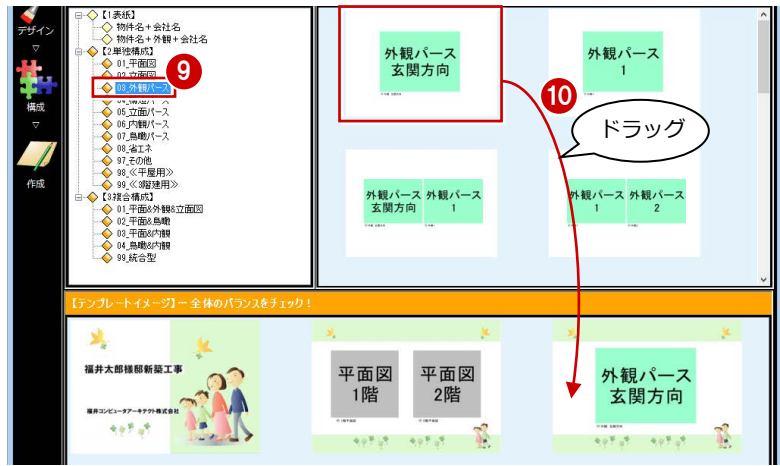 デザイン
▽
構成
▽
作成
【1表紙】
物件名+会社名
物件名+外観+会社名
【2単独構成】
01_平面図
02_立面図
03_外観パース
05_立面パース
06_内観パース
07_鳥瞰パース
08_省エネ
97_その他
98_≪平屋用≫
99_≪3階建用≫
【3複合構成】
01_平面&外観&立面図
02_平面&鳥瞰
03_平面&内観
04_鳥瞰&内観
99_統合型
9
外観パース
玄関方向
外観パース
1
10
ドラッグ
外観パース
玄関方向
外観パース
1
外観パース
1
外観パース
2
【テンプレートイメージ】-- 全体のバランスをチェック!
福井太郎様邸新築工事
福井コンピュータアーキテクト株式会社
平面図
1階
平面図
2階
外観パース
玄関方向